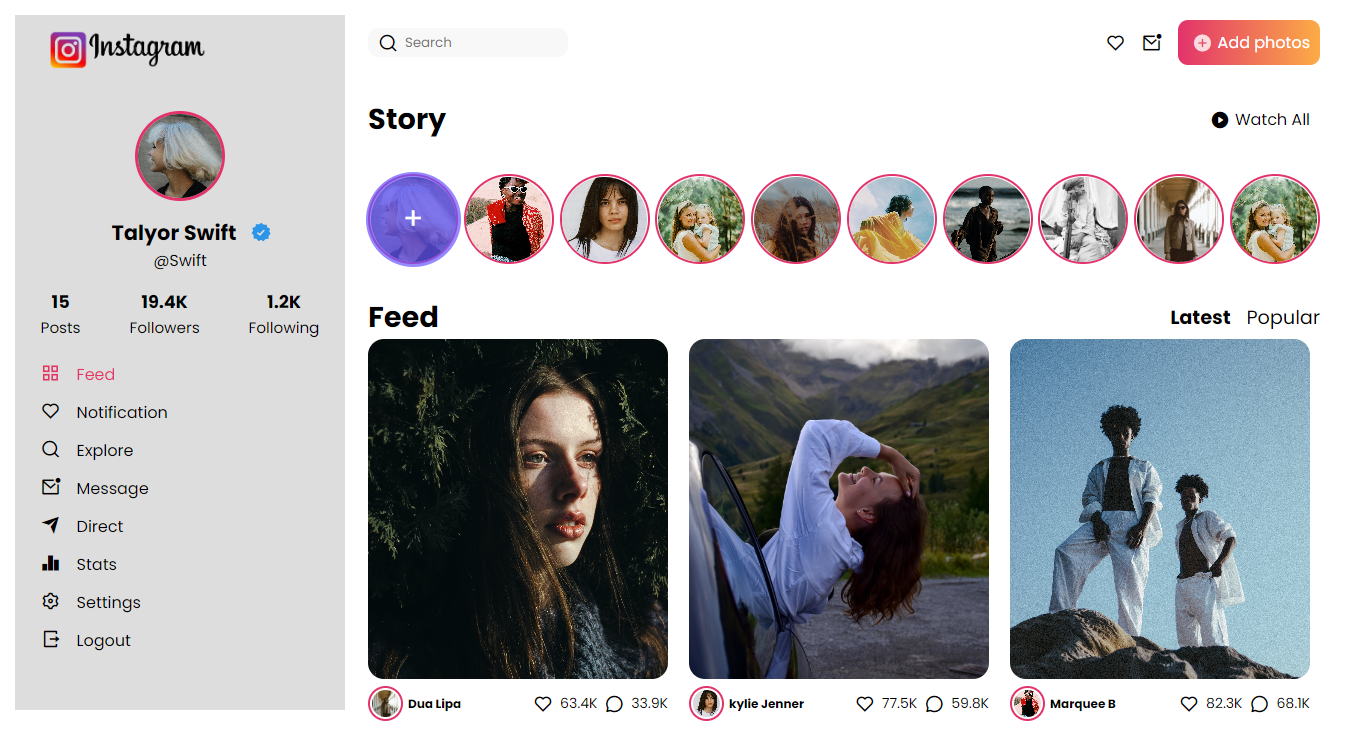 Instagram
Talyor Swift
@Swift
15 19.4K 1.2K
Posts Followers Following
Feed
Notification
Explore
Message
Direct
Stats
Settings
Logout
Search
Add photos
Story
Watch All
Feed
Latest Popular
Dua Lipa 63.4K 33.9K
kylie Jenner 77.5K 59.8K
Marquee B 82.3K 68.1K